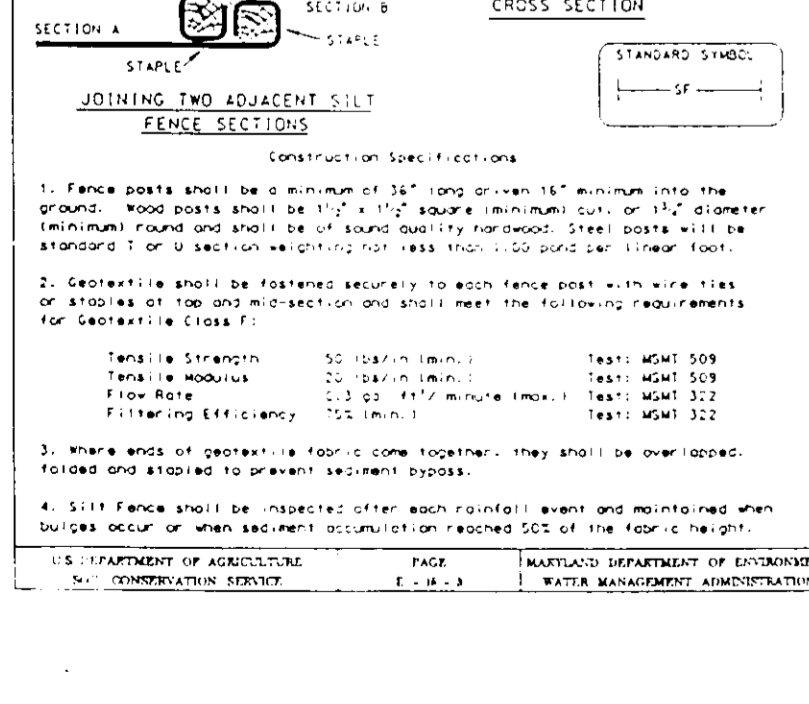 SECTION B
CROSS SECTION
SECTION A
STAPLE
STAPLE
STANDARD SYMBOL
SF
JOINING TWO ADJACENT SILT
FENCE SECTIONS
Construction Specifications
1. Fence posts shall be a minimum of 36" long driven 16" minimum into the
ground. Wood posts shall be 1½" x 1½" square (minimum) cut, or 1¾" diameter
(minimum) round and shall be of sound quality hardwood. Steel posts will be
standard T or U section weighting not less than 1.00 pond per linear foot.
2. Geotextile shall be fastened securely to each fence post with wire ties
or staples at top and mid-section and shall meet the following requirements
for Geotextile Class F:
Tensile Strength 50 lbs/in (min.) Test: MSMT 509
Tensile Modulus 20 lbs/in (min.) Test: MSMT 509
Flow Rate 0.3 gal ft²/ minute (max.) Test: MSMT 322
Filtering Efficiency 75% (min.) Test: MSMT 322
3. Where ends of geotextile fabric come together, they shall be overlapped,
folded and stapled to prevent sediment bypass.
4. Silt Fence shall be inspected after each rainfall event and maintained when
bulges occur or when sediment accumulation reached 50% of the fabric height.
U.S. DEPARTMENT OF AGRICULTURE PAGE MARYLAND DEPARTMENT OF ENVIRONME
SOIL CONSERVATION SERVICE E - 16 - 3 WATER MANAGEMENT ADMINISTRATION